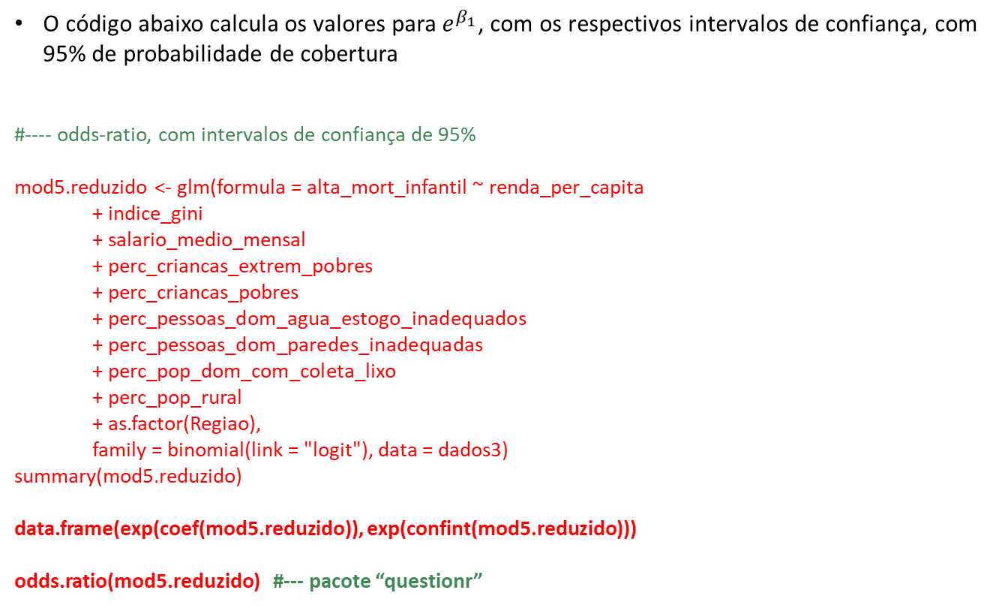 • O código abaixo calcula os valores para e^β₁, com os respectivos intervalos de confiança, com
95% de probabilidade de cobertura
#---- odds-ratio, com intervalos de confiança de 95%
mod5.reduzido <- glm(formula = alta_mort_infantil ~ renda_per_capita
+ indice_gini
+ salario_medio_mensal
+ perc_criancas_extrem_pobres
+ perc_criancas_pobres
+ perc_pessoas_dom_agua_estogo_inadequados
+ perc_pessoas_dom_paredes_inadequadas
+ perc_pop_dom_com_coleta_lixo
+ perc_pop_rural
+ as.factor(Regiao),
family = binomial(link = "logit"), data = dados3)
summary(mod5.reduzido)
data.frame(exp(coef(mod5.reduzido)), exp(confint(mod5.reduzido)))
odds.ratio(mod5.reduzido) #--- pacote “questionr”